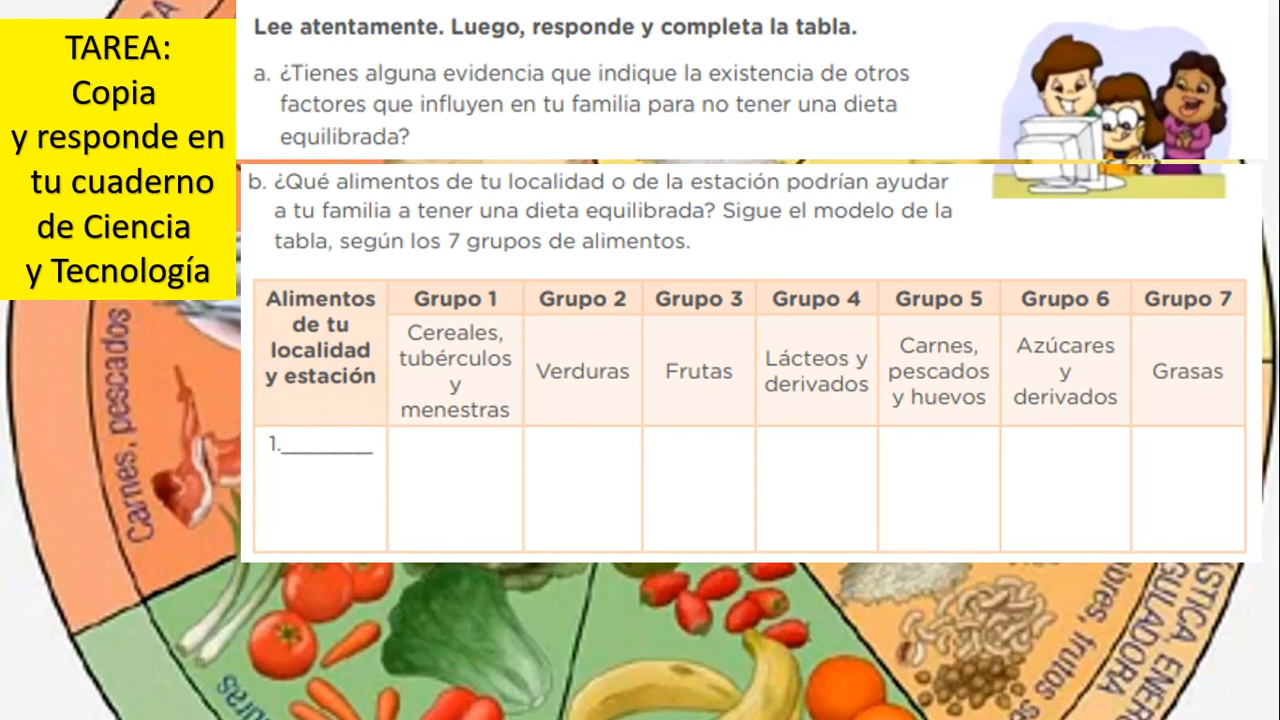 TAREA:
Copia
y responde en
tu cuaderno
de Ciencia
y Tecnología
Lee atentamente. Luego, responde y completa la tabla.
a. ¿Tienes alguna evidencia que indique la existencia de otros
factores que influyen en tu familia para no tener una dieta
equilibrada?
b. ¿Qué alimentos de tu localidad o de la estación podrían ayudar
a tu familia a tener una dieta equilibrada? Sigue el modelo de la
tabla, según los 7 grupos de alimentos.
Alimentos
de tu
localidad
y estación
Grupo 1
Cereales,
tubérculos
y
menestras
Grupo 2
Verduras
Grupo 3
Frutas
Grupo 4
Lácteos y
derivados
Grupo 5
Carnes,
pescados
y huevos
Grupo 6
Azúcares
y
derivados
Grupo 7
Grasas
1.________
Carnes, pescados